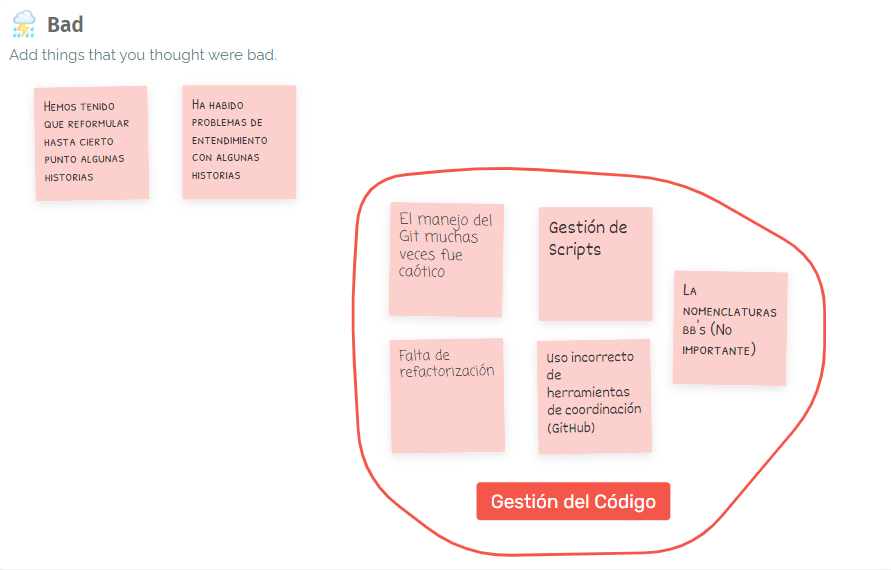 Bad
Add things that you thought were bad.
Hemos tenido
que reformular
hasta cierto
punto algunas
historias
Ha habido
problemas de
entendimiento
con algunas
historias
El manejo del
Git muchas
veces fue
caótico
Gestión de
Scripts
La
nomenclaturas
bb's (No
importante)
Falta de
refactorización
Uso incorrecto
de
herramientas
de coordinación
(GitHub)
Gestión del Código